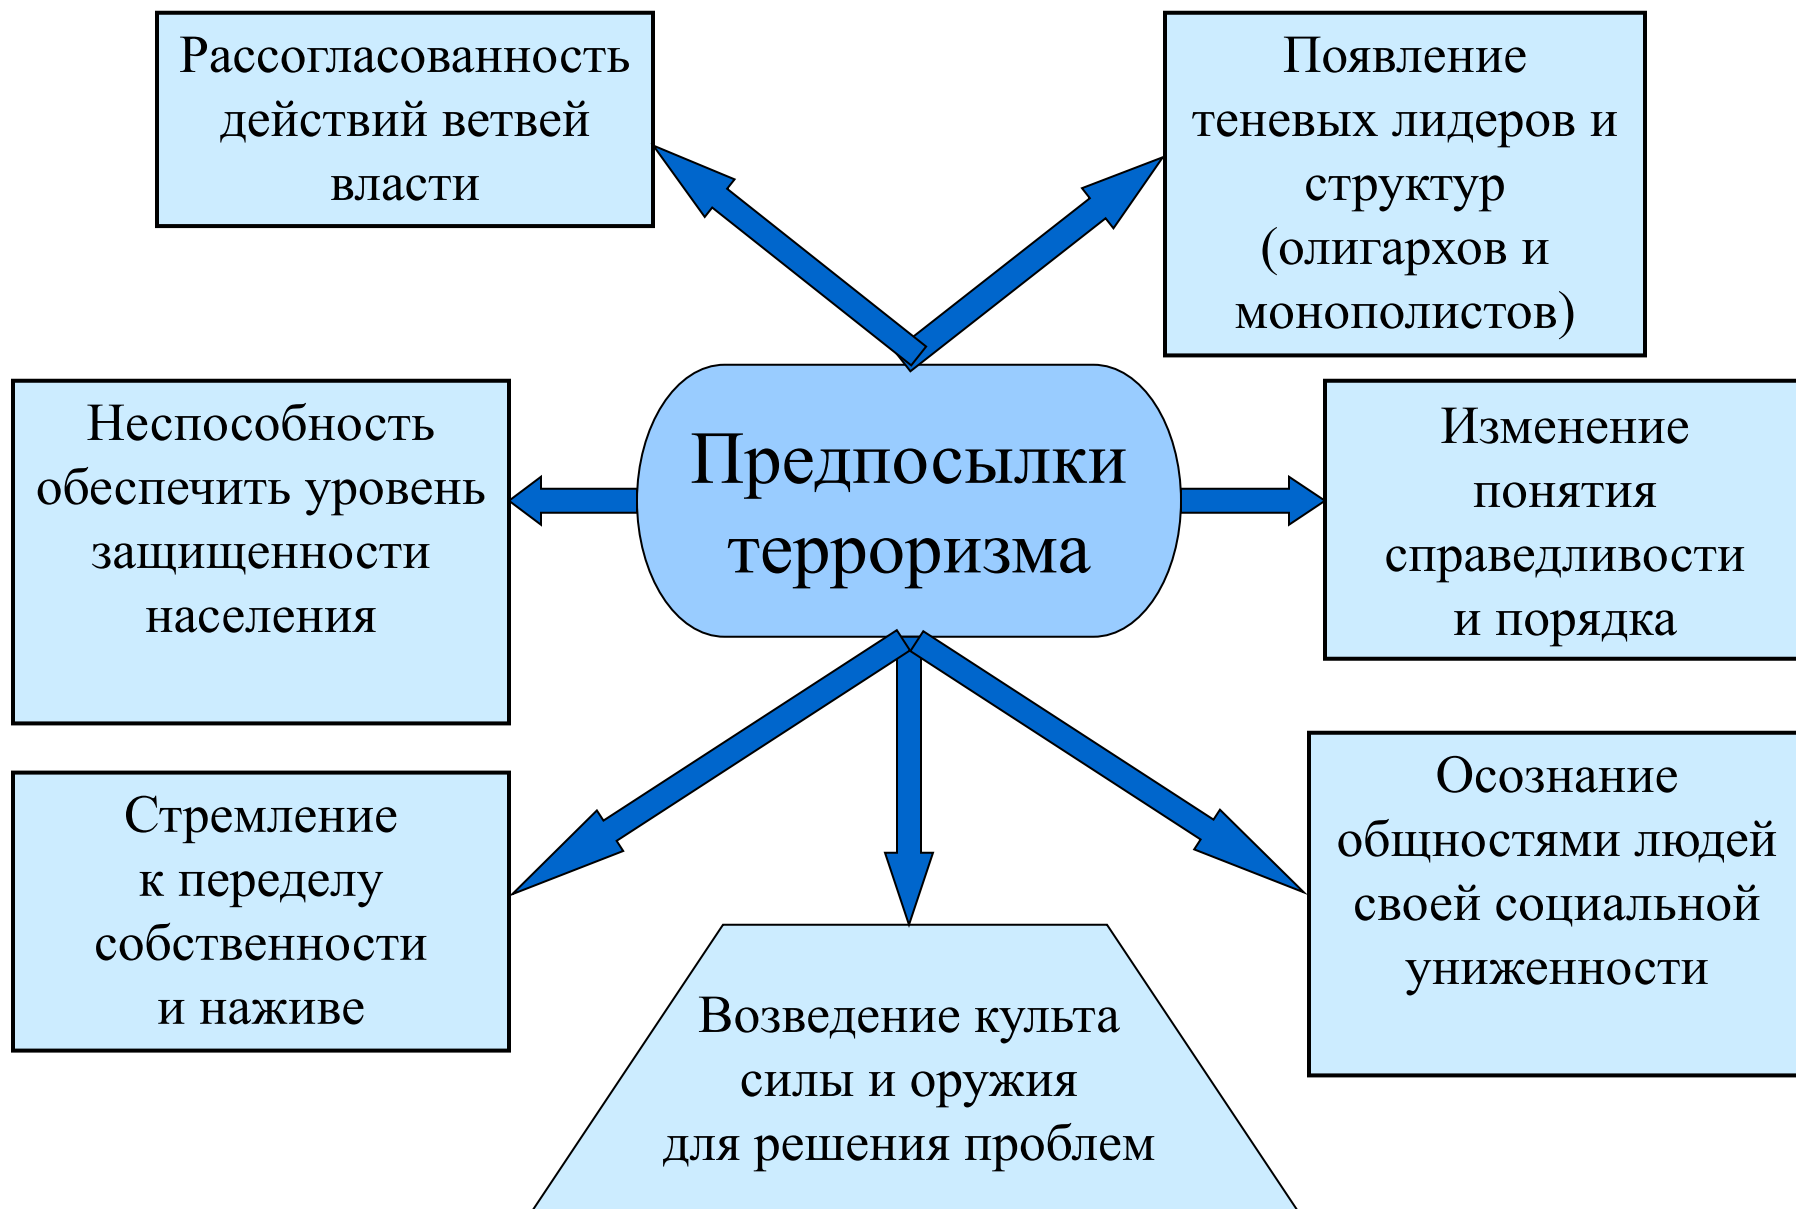 Рассогласованность
действий ветвей
власти
Появление
теневых лидеров и
структур
(олигархов и
монополистов)
Неспособность
обеспечить уровень
защищенности
населения
Предпосылки
терроризма
Изменение
понятия
справедливости
и порядка
Стремление
к переделу
собственности
и наживе
Возведение культа
силы и оружия
для решения проблем
Осознание
общностями людей
своей социальной
униженности